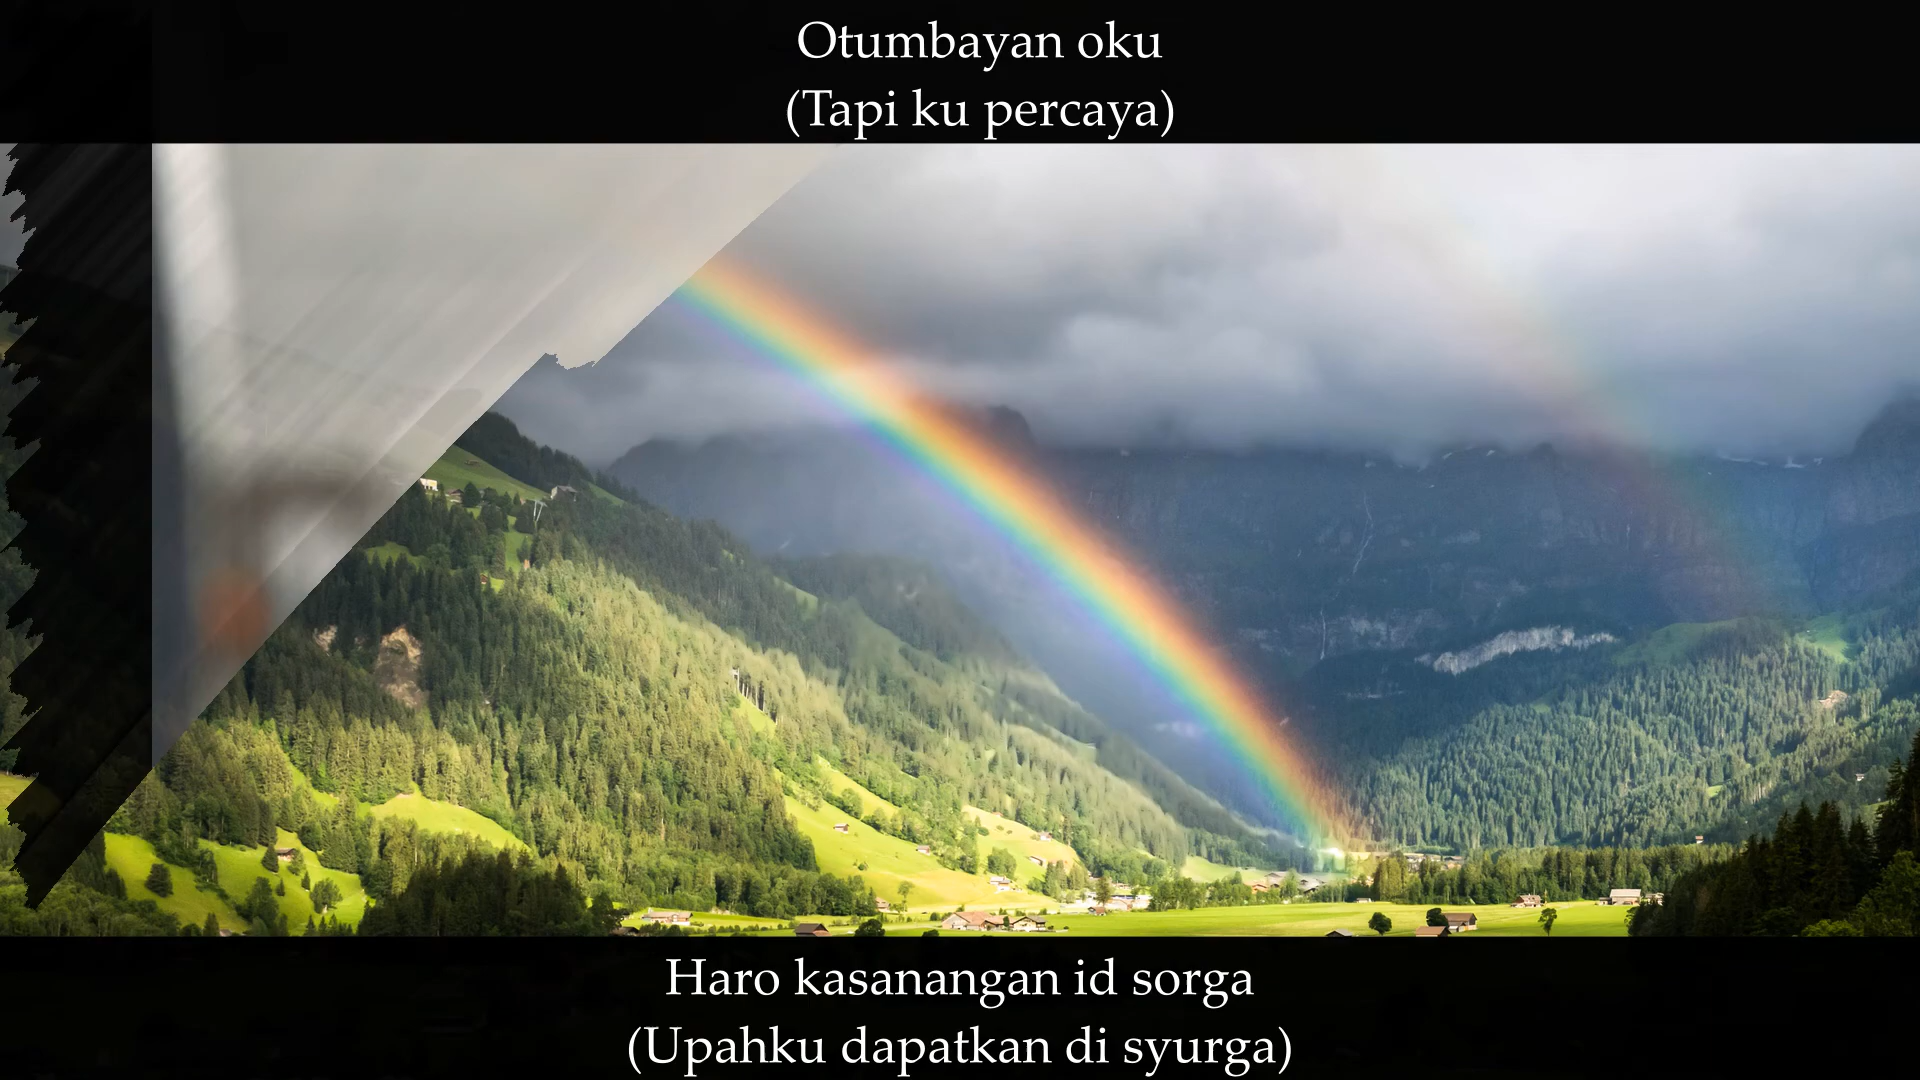 Otumbayan oku
(Tapi ku percaya)
Haro kasanangan id sorga
(Upahku dapatkan di syurga)